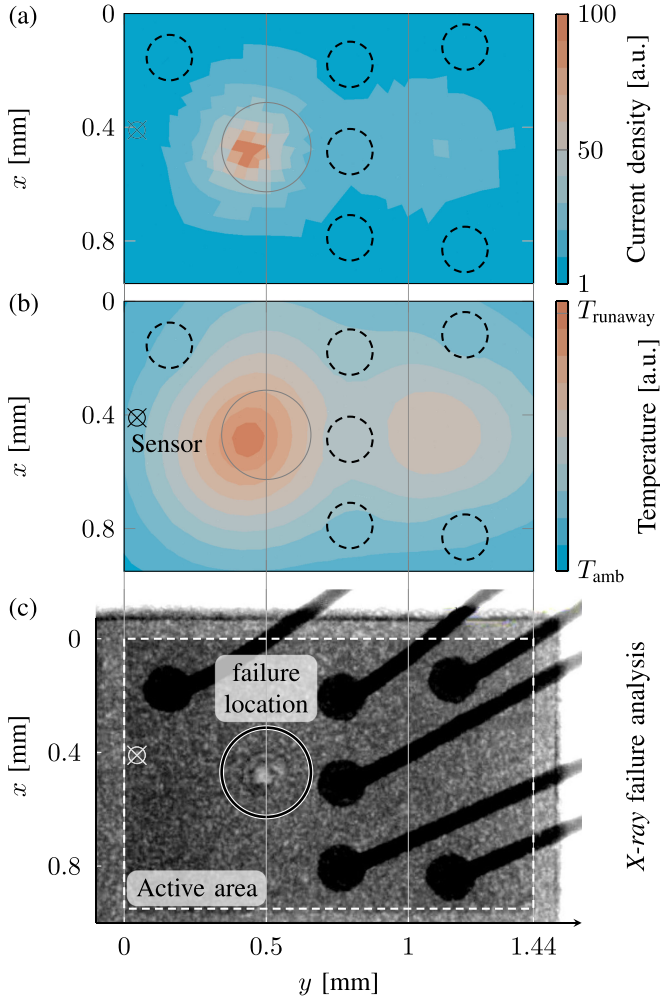 (a)
0
0.4
0.8
x [mm]
100
50
1
Current density [a.u.]
(b)
0
0.4
0.8
x [mm]
Sensor
T_runaway
T_amb
Temperature [a.u.]
(c)
0
0.4
0.8
x [mm]
failure
location
Active area
X-ray failure analysis
0 0.5 1 1.44
y [mm]